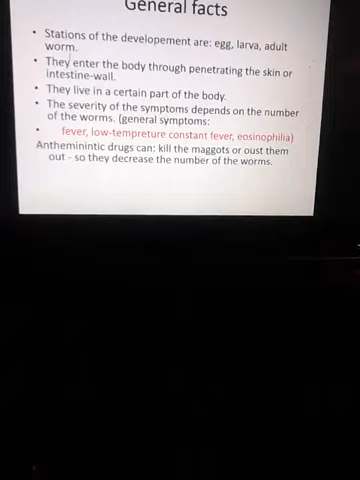 General facts
• Stations of the developement are: egg, larva, adult
worm.
• They enter the body through penetrating the skin or
intestine-wall.
• They live in a certain part of the body.
• The severity of the symptoms depends on the number
of the worms. (general symptoms:
• fever, low-tempreture constant fever, eosinophilia)
Antheminintic drugs can: kill the maggots or oust them
out - so they decrease the number of the worms.